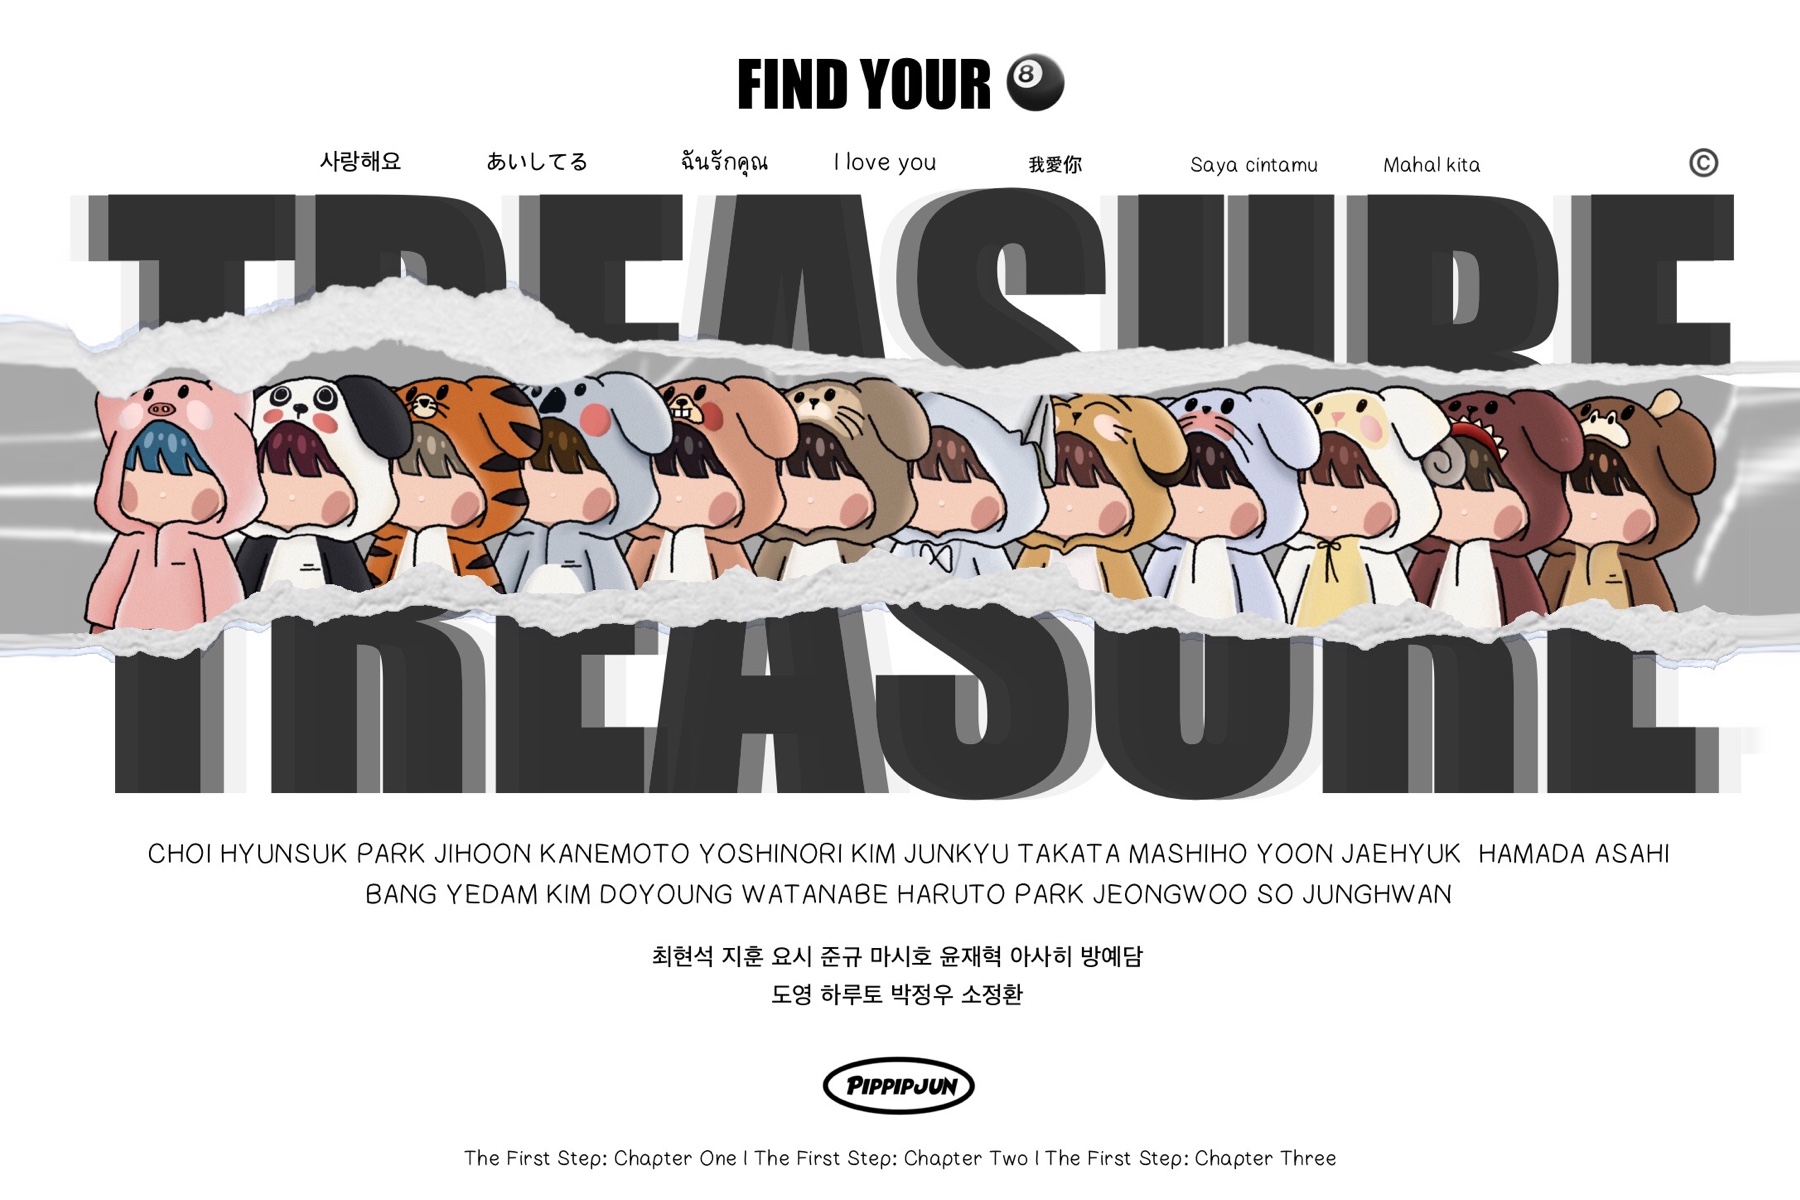 FIND YOUR 8
사랑해요 あいしてる ฉันรักคุณ I love you 我愛你 Saya cintamu Mahal kita ©
TREASURE
TREASURE
CHOI HYUNSUK PARK JIHOON KANEMOTO YOSHINORI KIM JUNKYU TAKATA MASHIHO YOON JAEHYUK HAMADA ASAHI
BANG YEDAM KIM DOYOUNG WATANABE HARUTO PARK JEONGWOO SO JUNGHWAN
최현석 지훈 요시 준규 마시호 윤재혁 아사히 방예담
도영 하루토 박정우 소정환
PIPPIPJUN
The First Step: Chapter One l The First Step: Chapter Two l The First Step: Chapter Three